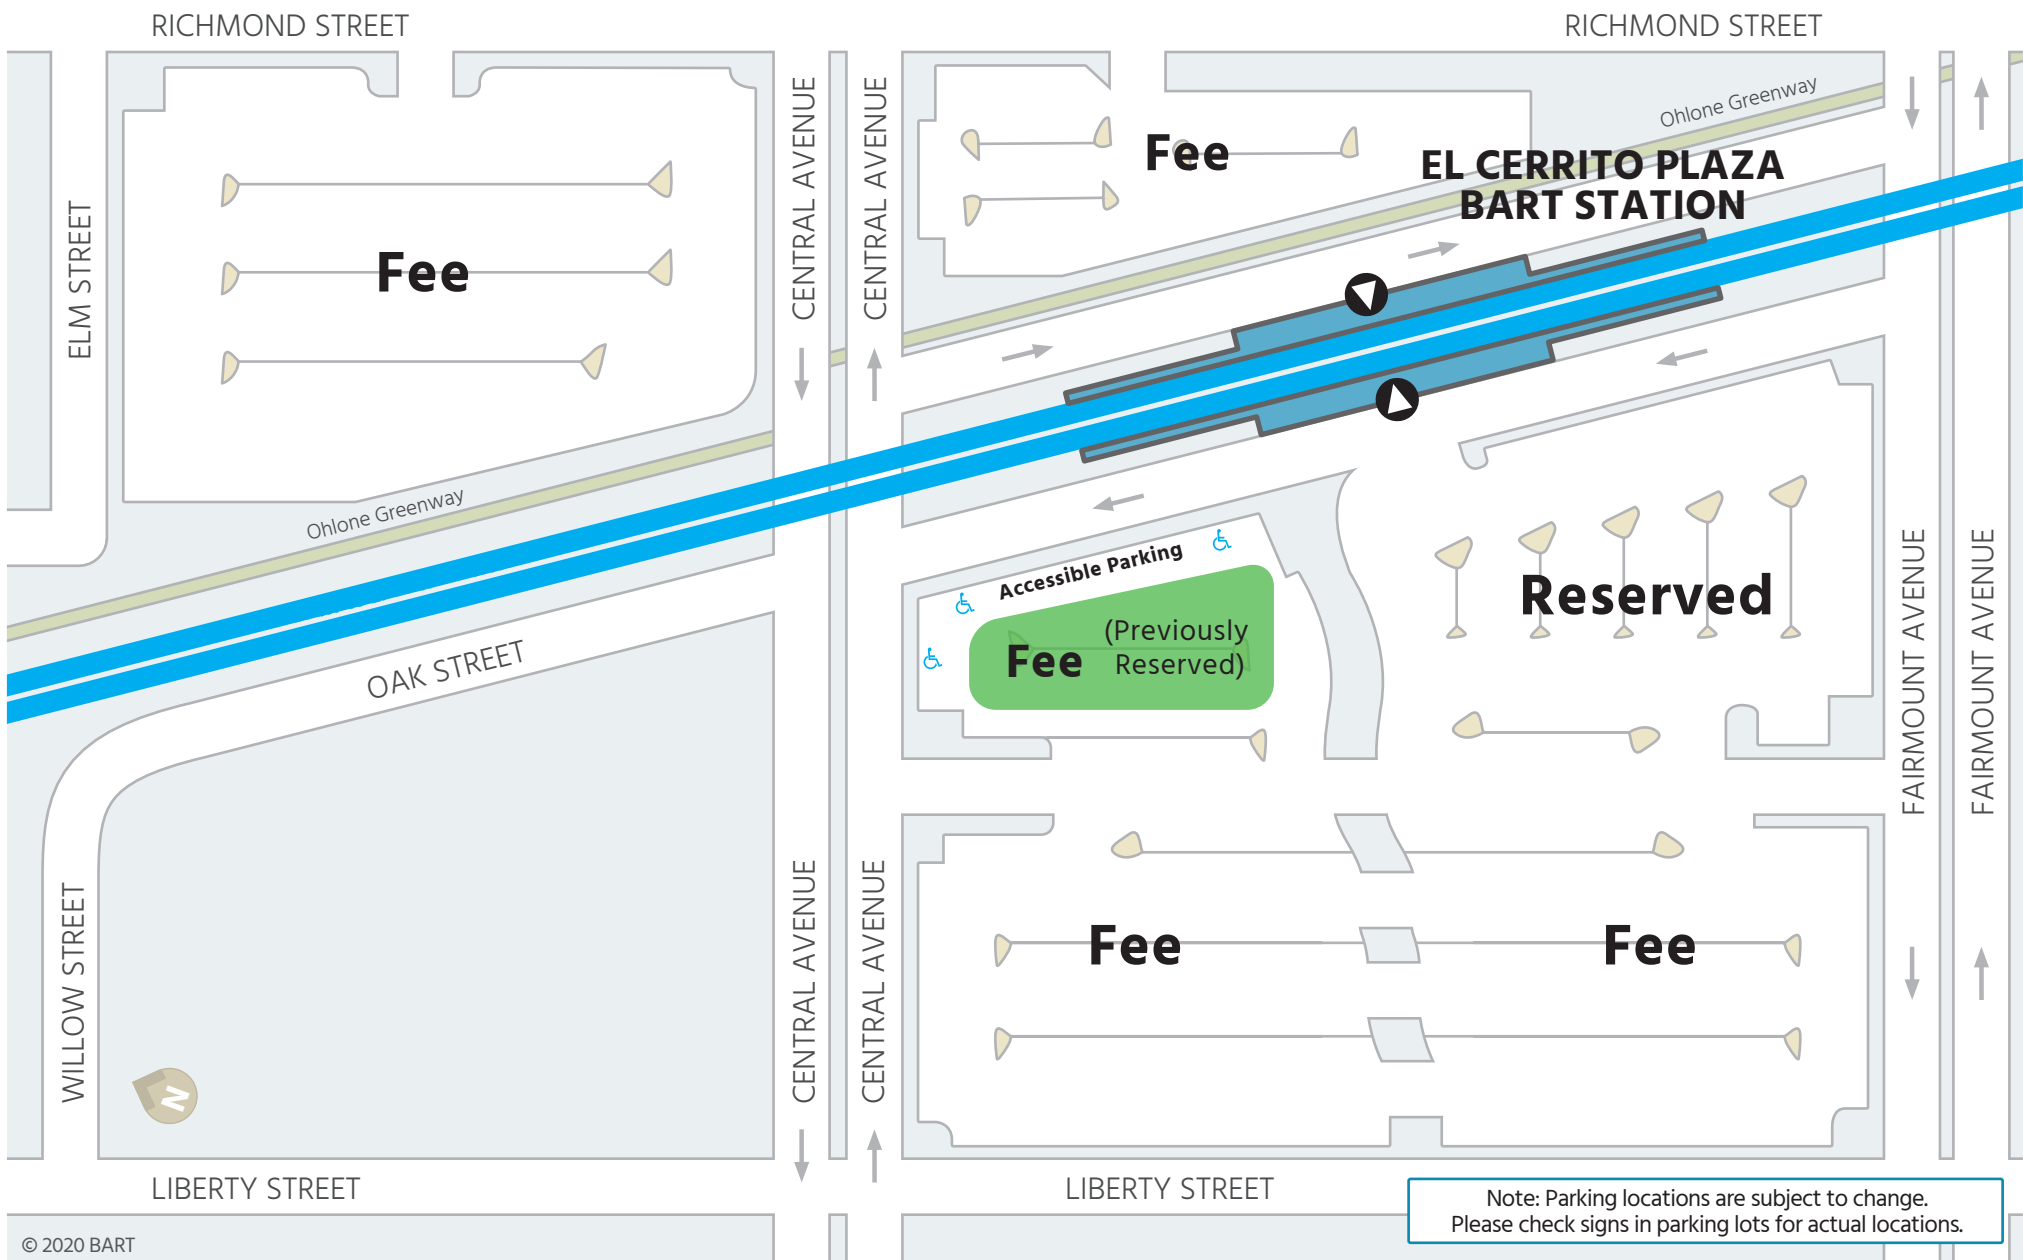 RICHMOND STREET
RICHMOND STREET
Ohlone Greenway
CENTRAL AVENUE
CENTRAL AVENUE
Fee
EL CERRITO PLAZA
BART STATION
ELM STREET
Fee
Ohlone Greenway
Accessible Parking
(Previously
Reserved)
Fee
Reserved
OAK STREET
FAIRMOUNT AVENUE
FAIRMOUNT AVENUE
WILLOW STREET
CENTRAL AVENUE
CENTRAL AVENUE
Fee
Fee
N
LIBERTY STREET
LIBERTY STREET
Note: Parking locations are subject to change.
Please check signs in parking lots for actual locations.
© 2020 BART